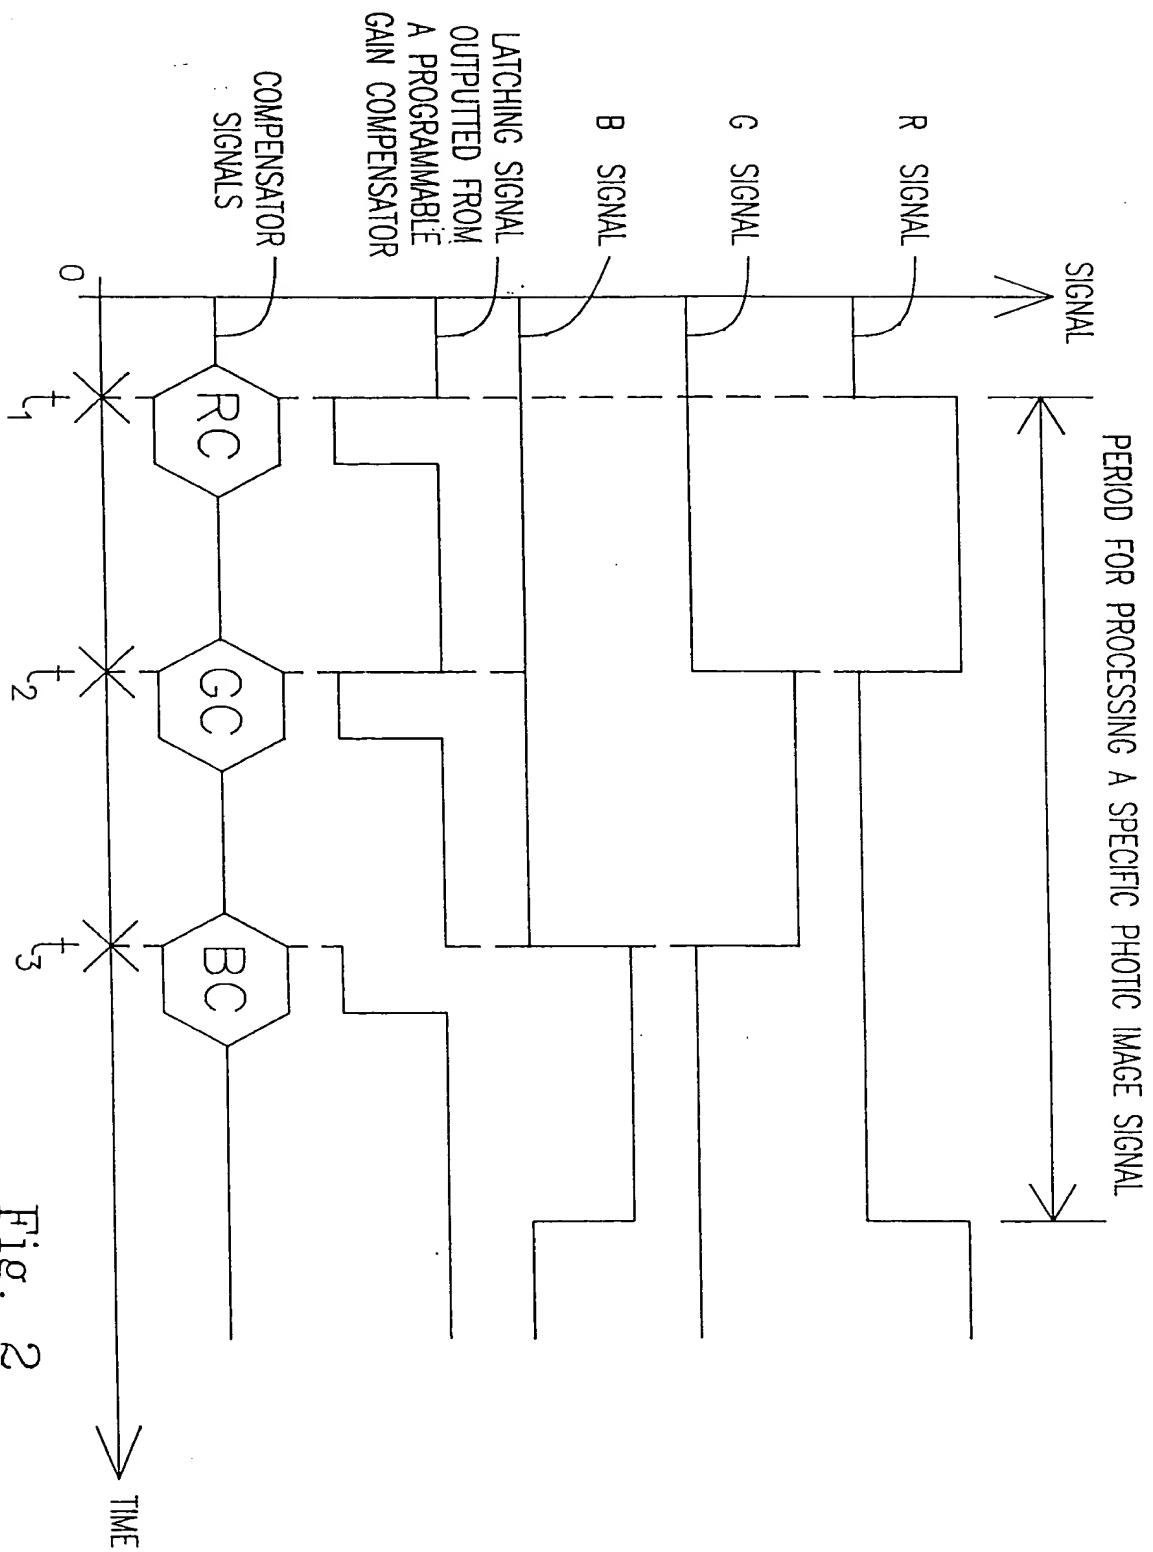 SIGNAL
PERIOD FOR PROCESSING A SPECIFIC PHOTIC IMAGE SIGNAL
R SIGNAL
G SIGNAL
B SIGNAL
LATCHING SIGNAL
OUTPUTTED FROM
A PROGRAMMABLE
GAIN COMPENSATOR
COMPENSATOR
SIGNALS
RC
GC
BC
0
t1
t2
t3
TIME
Fig. 2